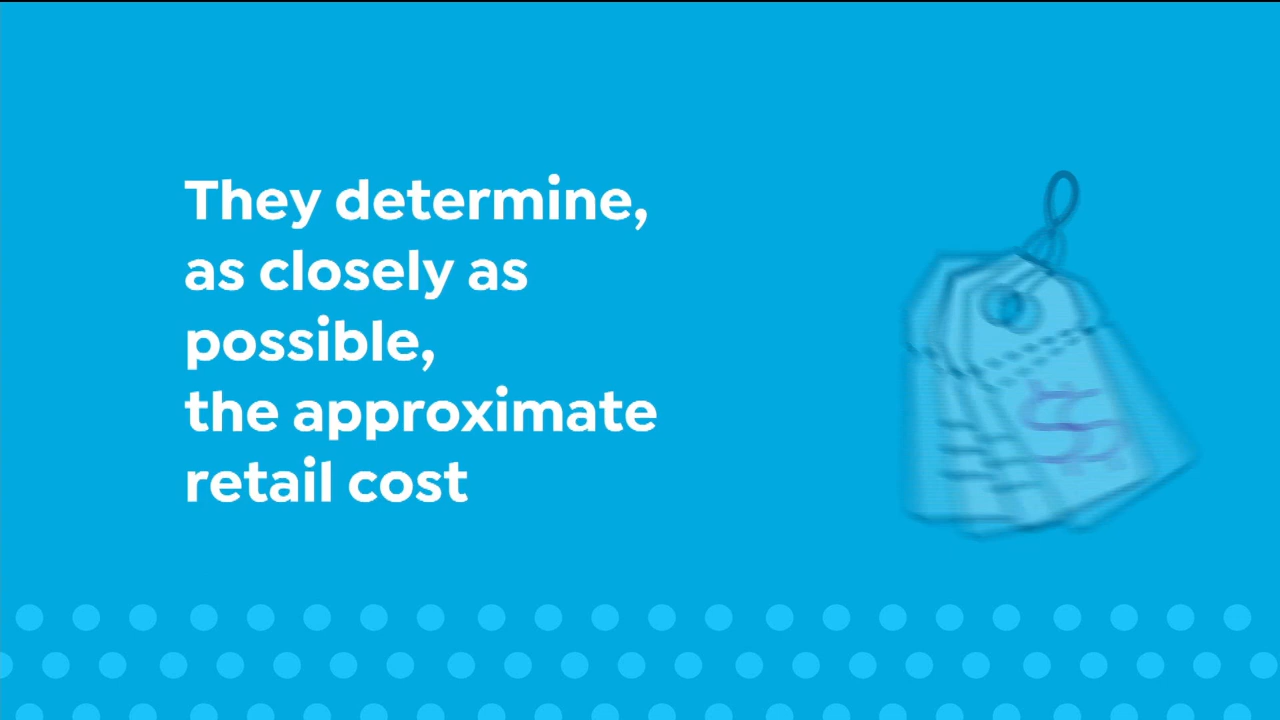 They determine,
as closely as
possible,
the approximate
retail cost